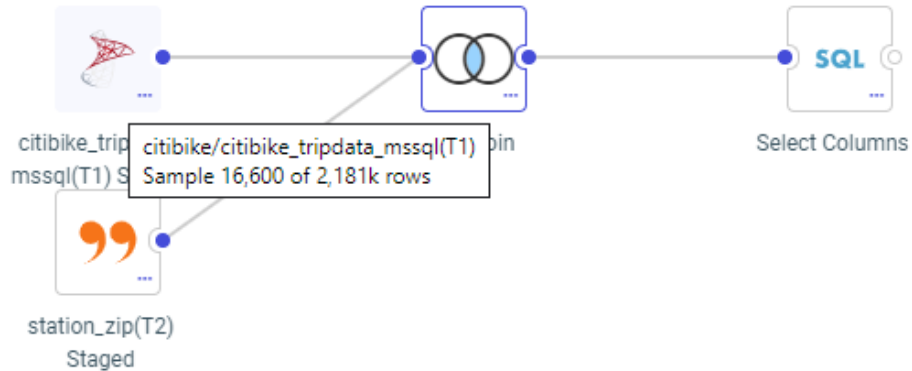 SQL
citibike_trip
mssql(T1) S
citibike/citibike_tripdata_mssql(T1)
Sample 16,600 of 2,181k rows
oin
Select Columns
station_zip(T2)
Staged